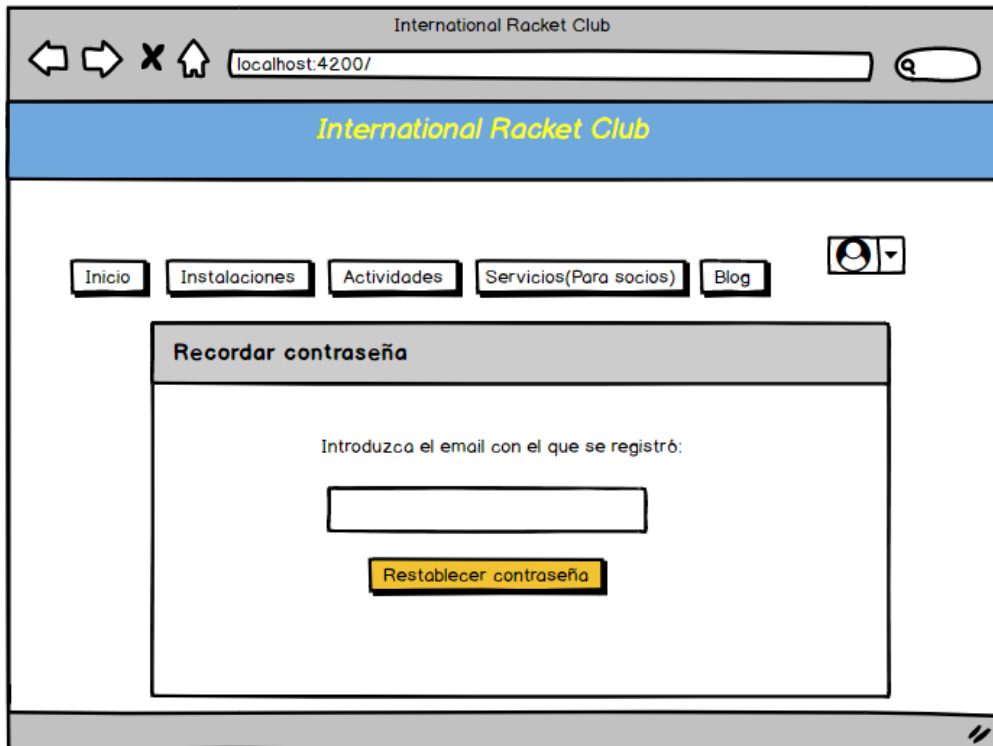 International Racket Club
localhost:4200/
International Racket Club
Inicio Instalaciones Actividades Servicios(Para socios) Blog
Recordar contraseña
Introduzca el email con el que se registró:
Restablecer contraseña